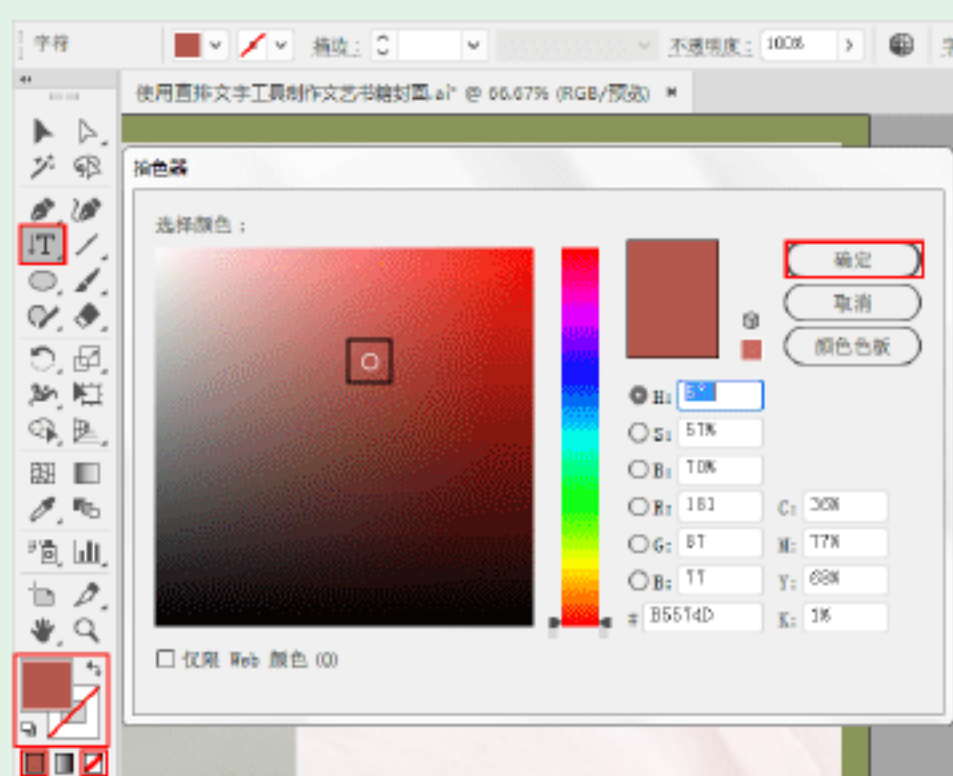 字符
描边：
不透明度： 100%
使用直排文字工具制作文艺书籍封面.ai* @ 66.67% (RGB/预览) ×
拾色器
选择颜色：
确定
取消
颜色色板
H: 5°
S: 57%
B: 70%
R: 181
C: 36%
G: 87
M: 77%
B: 77
Y: 68%
# B5574D
K: 1%
仅限 Web 颜色 (O)